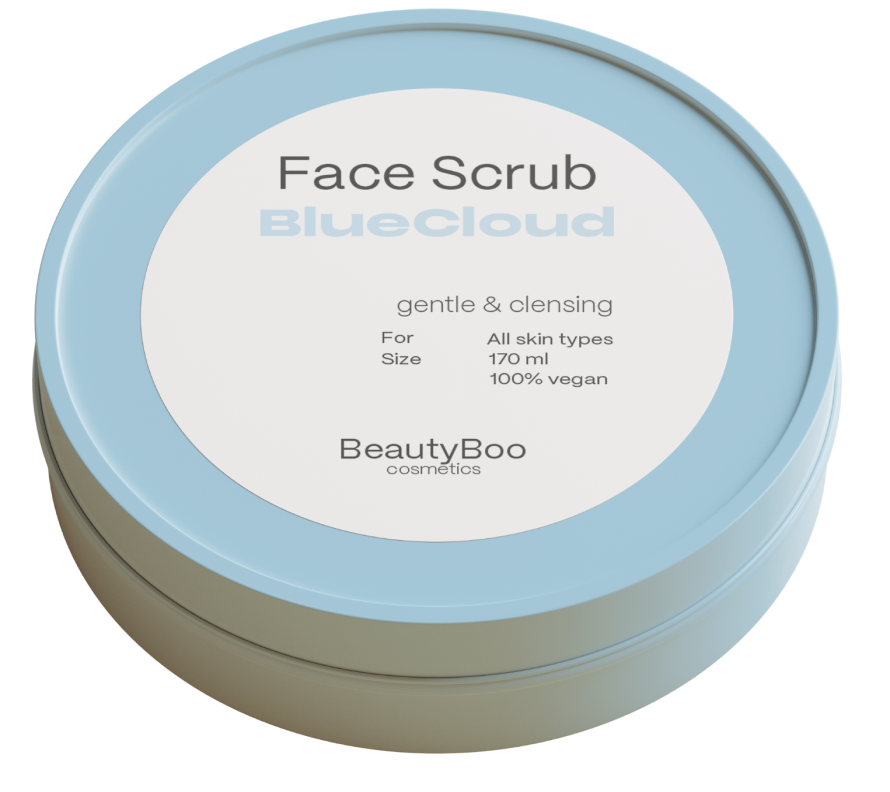 Face Scrub
BlueCloud
gentle & clensing
For All skin types
Size 170 ml
100% vegan
BeautyBoo
cosmetics